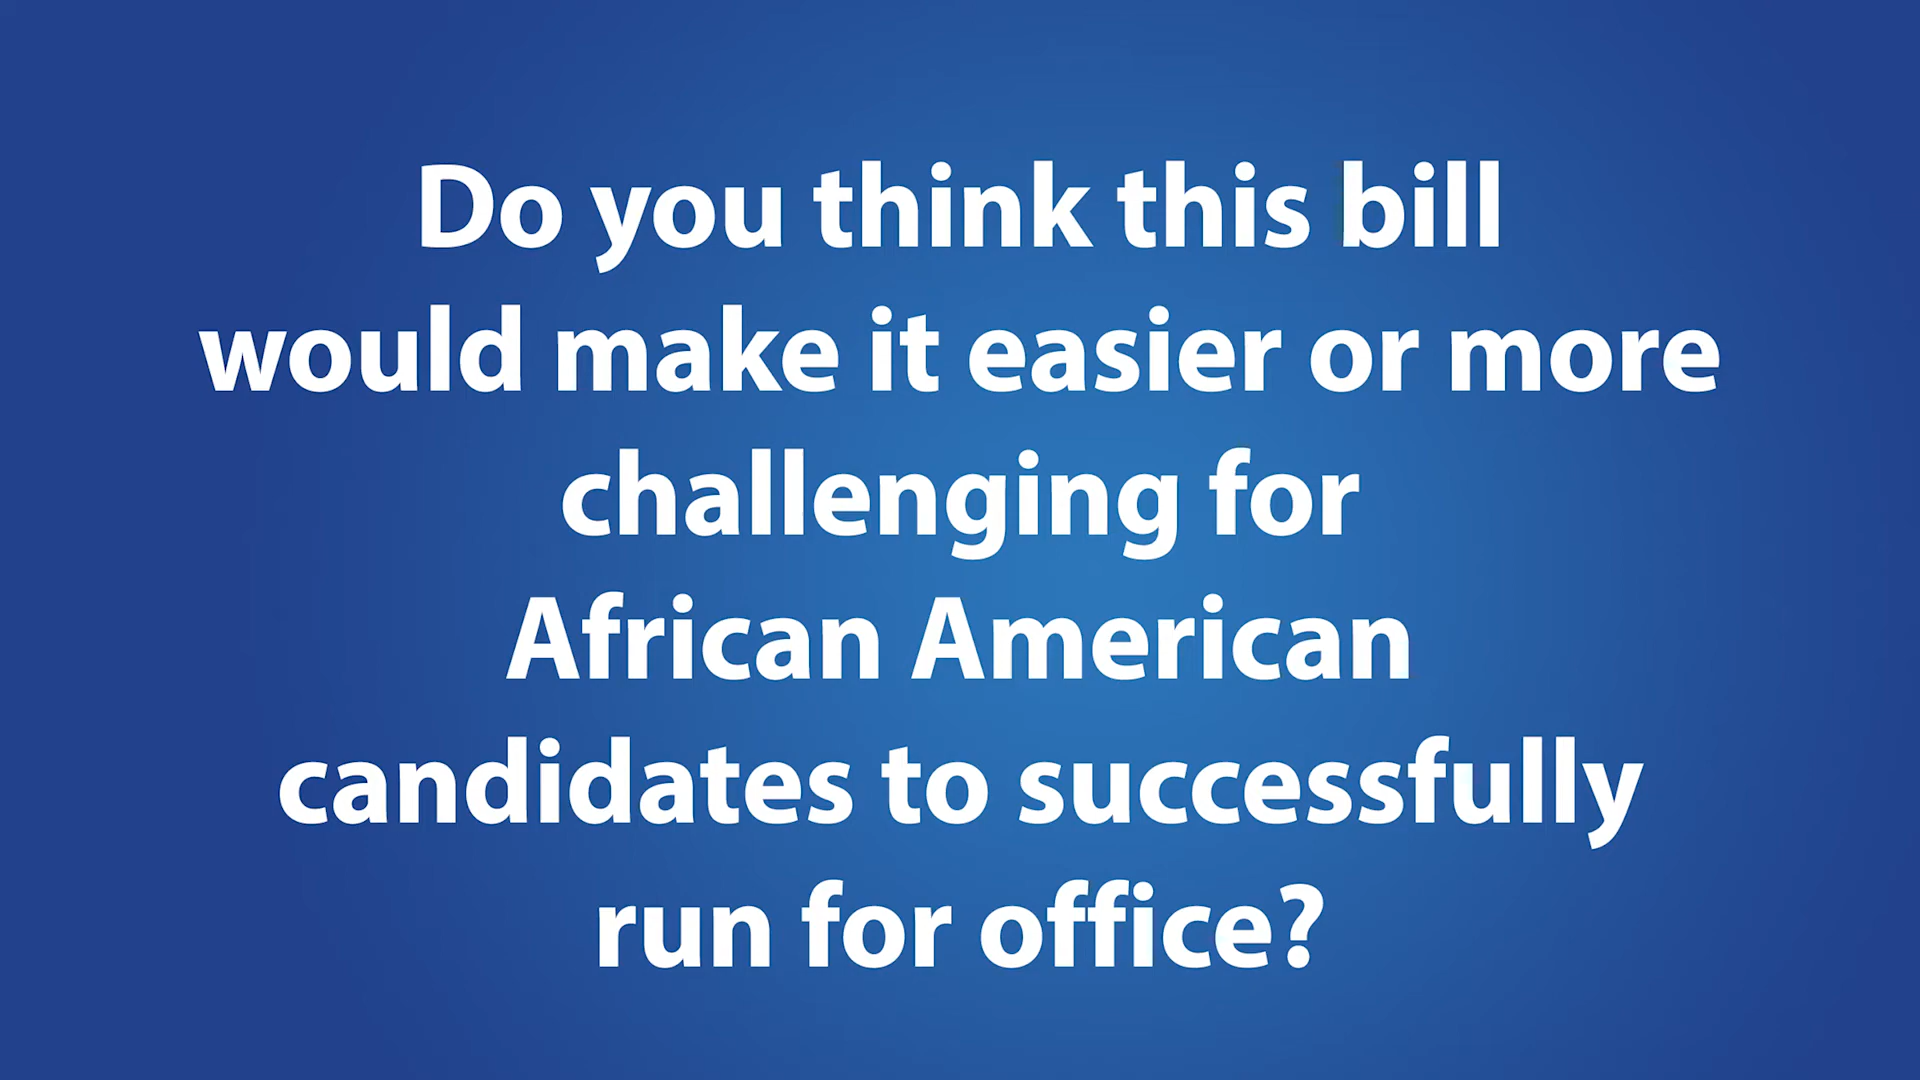 Do you think this bill
would make it easier or more
challenging for
African American
candidates to successfully
run for office?